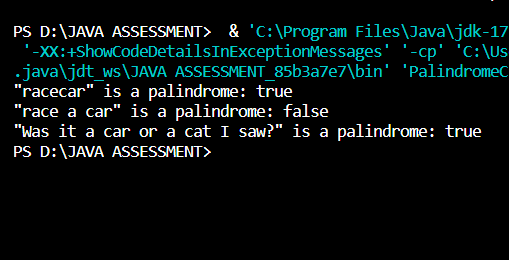 PS D:\JAVA ASSESSMENT>  & 'C:\Program Files\Java\jdk-17
 '-XX:+ShowCodeDetailsInExceptionMessages' '-cp' 'C:\Us
.java\jdt_ws\JAVA ASSESSMENT_85b3a7e7\bin' 'PalindromeC
"racecar" is a palindrome: true
"race a car" is a palindrome: false
"Was it a car or a cat I saw?" is a palindrome: true
PS D:\JAVA ASSESSMENT>